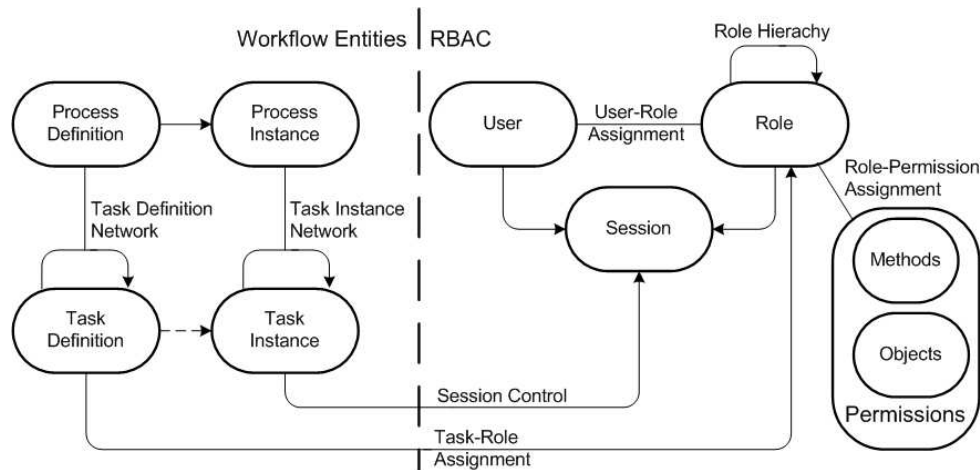 Workflow Entities
RBAC
Role Hierachy
Process
Definition
Process
Instance
User
User-Role
Assignment
Role
Role-Permission
Assignment
Task Definition
Network
Task Instance
Network
Session
Methods
Task
Definition
Task
Instance
Objects
Session Control
Permissions
Task-Role
Assignment